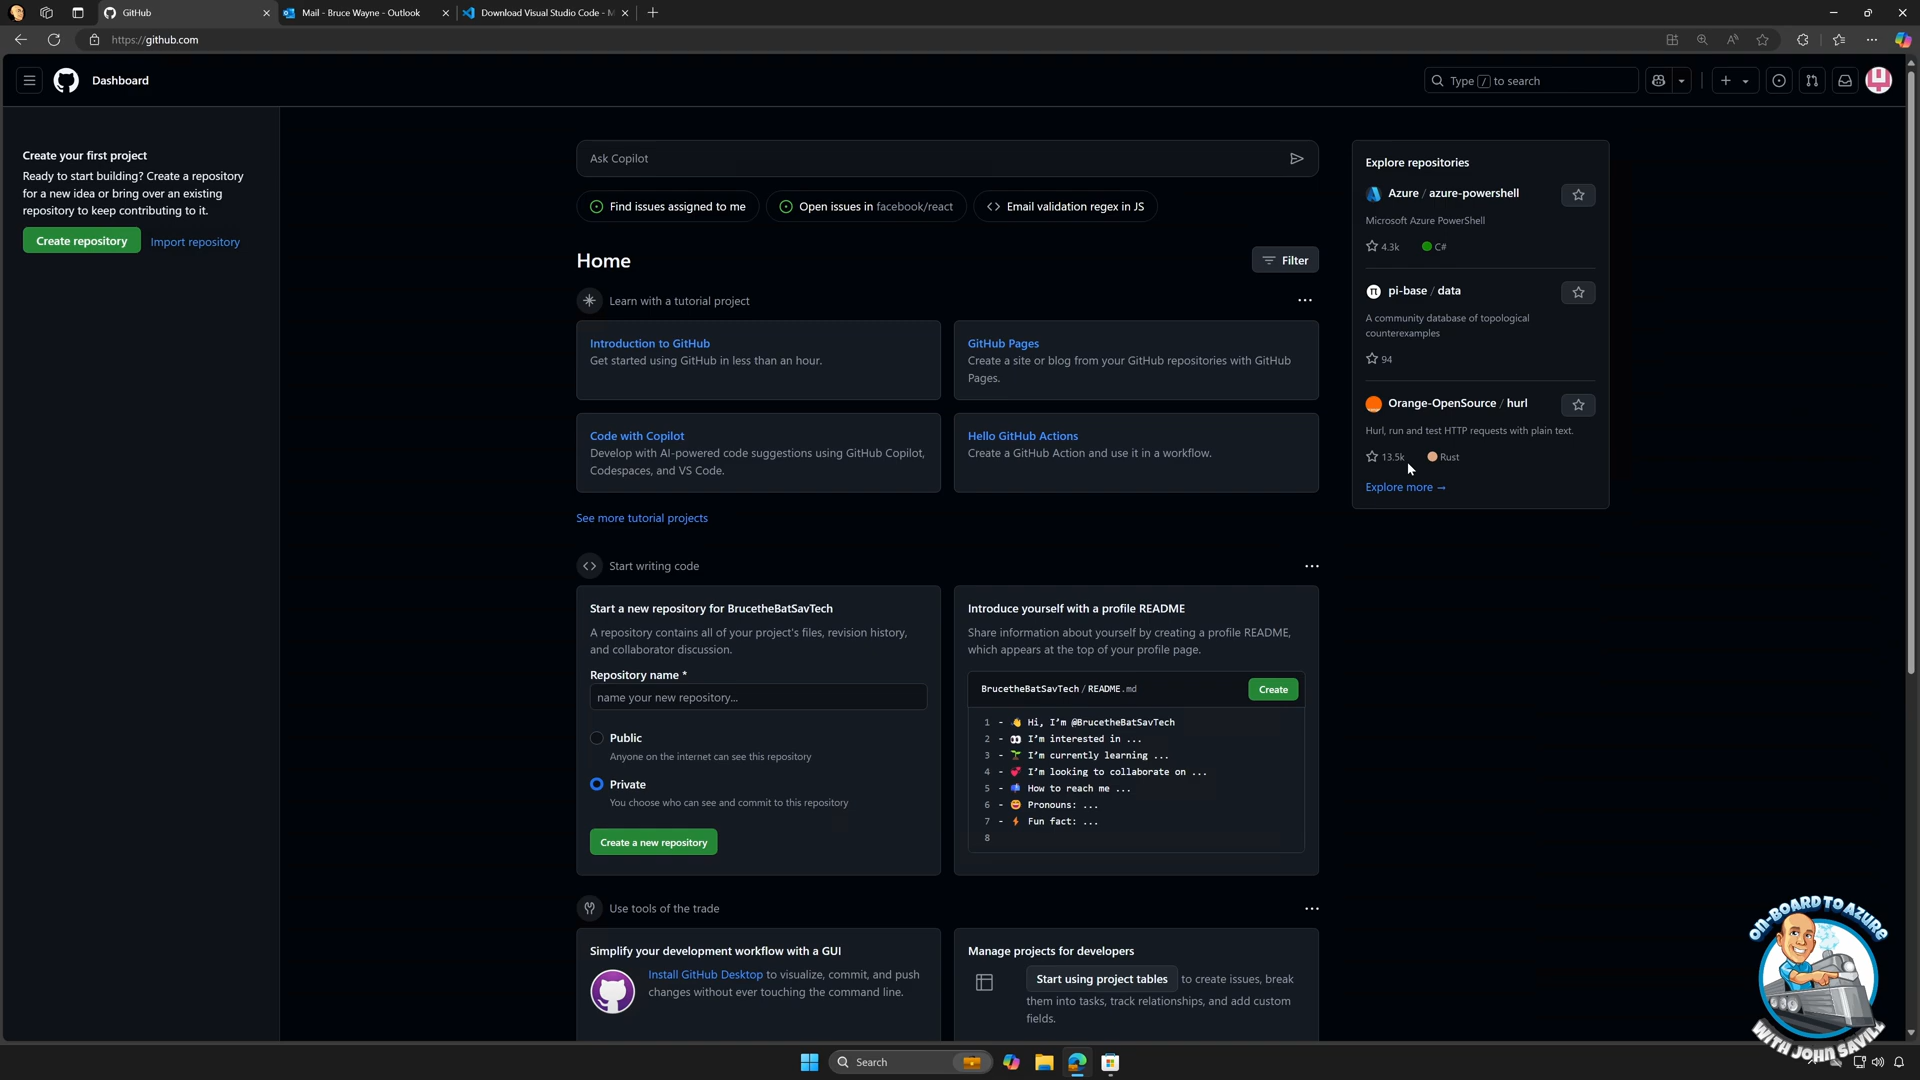 GitHub
Mail - Bruce Wayne - Outlook
Download Visual Studio Code - M
https://github.com
Dashboard
Type / to search
Create your first project
Ready to start building? Create a repository
for a new idea or bring over an existing
repository to keep contributing to it.
Create repository
Import repository
Ask Copilot
Find issues assigned to me
Open issues in facebook/react
Email validation regex in JS
Home
Filter
Learn with a tutorial project
Introduction to GitHub
Get started using GitHub in less than an hour.
GitHub Pages
Create a site or blog from your GitHub repositories with GitHub
Pages.
Code with Copilot
Develop with AI-powered code suggestions using GitHub Copilot,
Codespaces, and VS Code.
Hello GitHub Actions
Create a GitHub Action and use it in a workflow.
See more tutorial projects
Start writing code
Start a new repository for BrucetheBatSavTech
A repository contains all of your project's files, revision history,
and collaborator discussion.
Repository name *
name your new repository...
Public
Anyone on the internet can see this repository
Private
You choose who can see and commit to this repository
Create a new repository
Introduce yourself with a profile README
Share information about yourself by creating a profile README,
which appears at the top of your profile page.
BrucetheBatSavTech / README.md
Create
1 - 👋 Hi, I'm @BrucetheBatSavTech
2 - 👀 I'm interested in ...
3 - 🌱 I'm currently learning ...
4 - 💞️ I'm looking to collaborate on ...
5 - 📫 How to reach me ...
6 - 😄 Pronouns: ...
7 - ⚡ Fun fact: ...
8
Use tools of the trade
Simplify your development workflow with a GUI
Install GitHub Desktop to visualize, commit, and push
changes without ever touching the command line.
Manage projects for developers
Start using project tables to create issues, break
them into tasks, track relationships, and add custom
fields.
Explore repositories
Azure / azure-powershell
Microsoft Azure PowerShell
4.3k
C#
pi-base / data
A community database of topological
counterexamples
94
Orange-OpenSource / hurl
Hurl, run and test HTTP requests with plain text.
13.5k
Rust
Explore more →
ON-BOARD TO AZURE
WITH JOHN SAVILL
Search